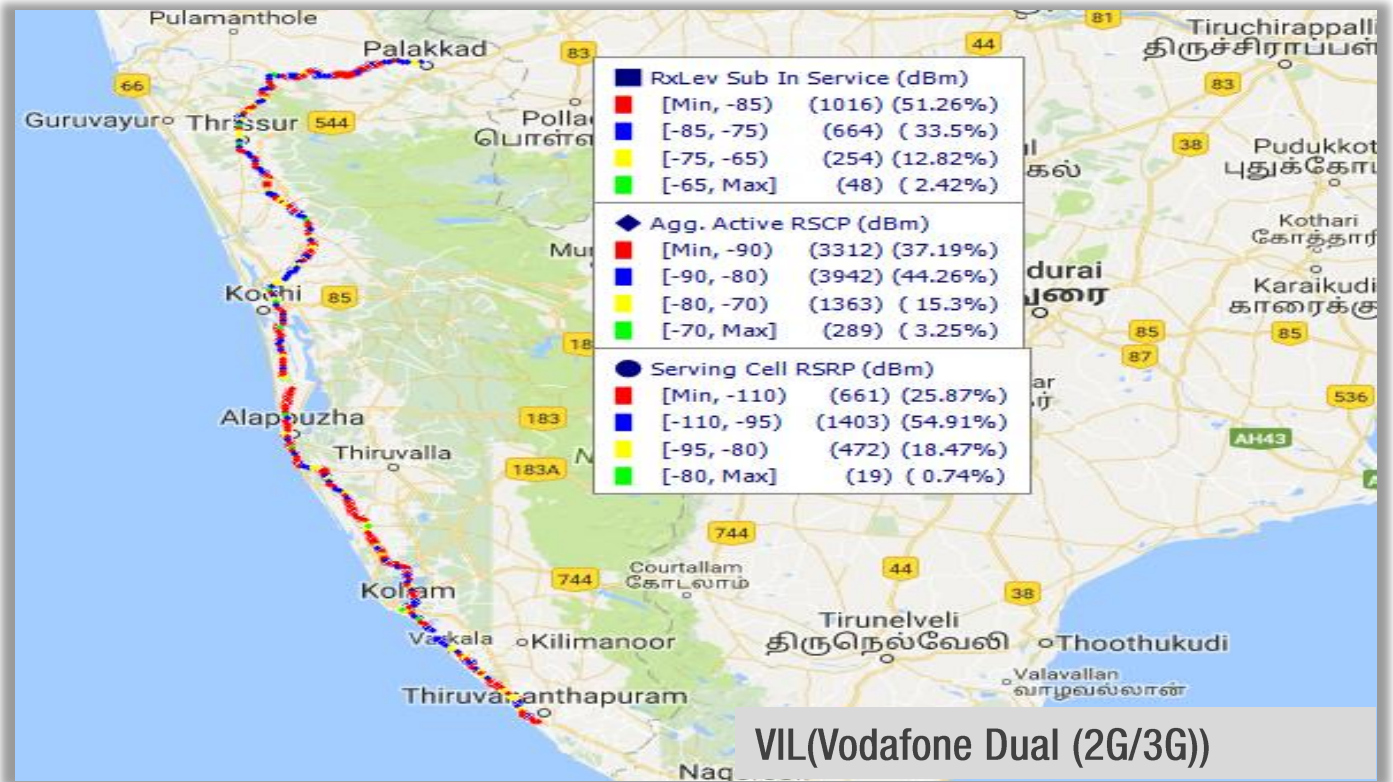 Pulamanthole
Palakkad
83
44
81
Tiruchirappalli
66
83
Guruvayur
Thrissur
544
38
Pudukkot
கல்
RxLev Sub In Service (dBm)
[Min, -85) (1016) (51.26%)
[-85, -75) (664) ( 33.5%)
[-75, -65) (254) (12.82%)
[-65, Max] (48) ( 2.42%)
Agg. Active RSCP (dBm)
[Min, -90) (3312) (37.19%)
[-90, -80) (3942) (44.26%)
[-80, -70) (1363) ( 15.3%)
[-70, Max] (289) ( 3.25%)
Serving Cell RSRP (dBm)
[Min, -110) (661) (25.87%)
[-110, -95) (1403) (54.91%)
[-95, -80) (472) (18.47%)
[-80, Max] (19) ( 0.74%)
Polla
Mu
Kothari
durai
Karaikudi
Kochi
85
18
85
85
87
Alappuzha
183
536
AH43
Thiruvalla
183A
744
Courtallam
கோடலாம்
744
44
38
Kollam
Varkala
Kilimanoor
Tirunelveli
திருநெல்வேலி
Thoothukudi
Valavallan
வாழவல்லான்
Thiruvananthapuram
VIL(Vodafone Dual (2G/3G))